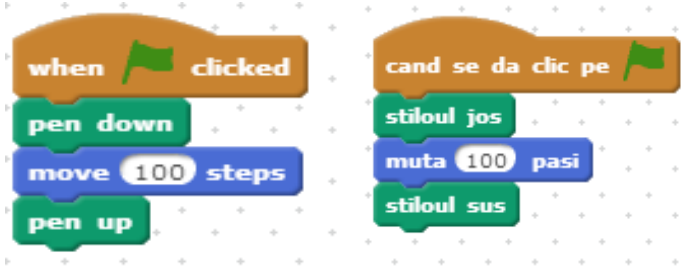 when clicked
pen down
move 100 steps
pen up
cand se da clic pe
stiloul jos
muta 100 pasi
stiloul sus